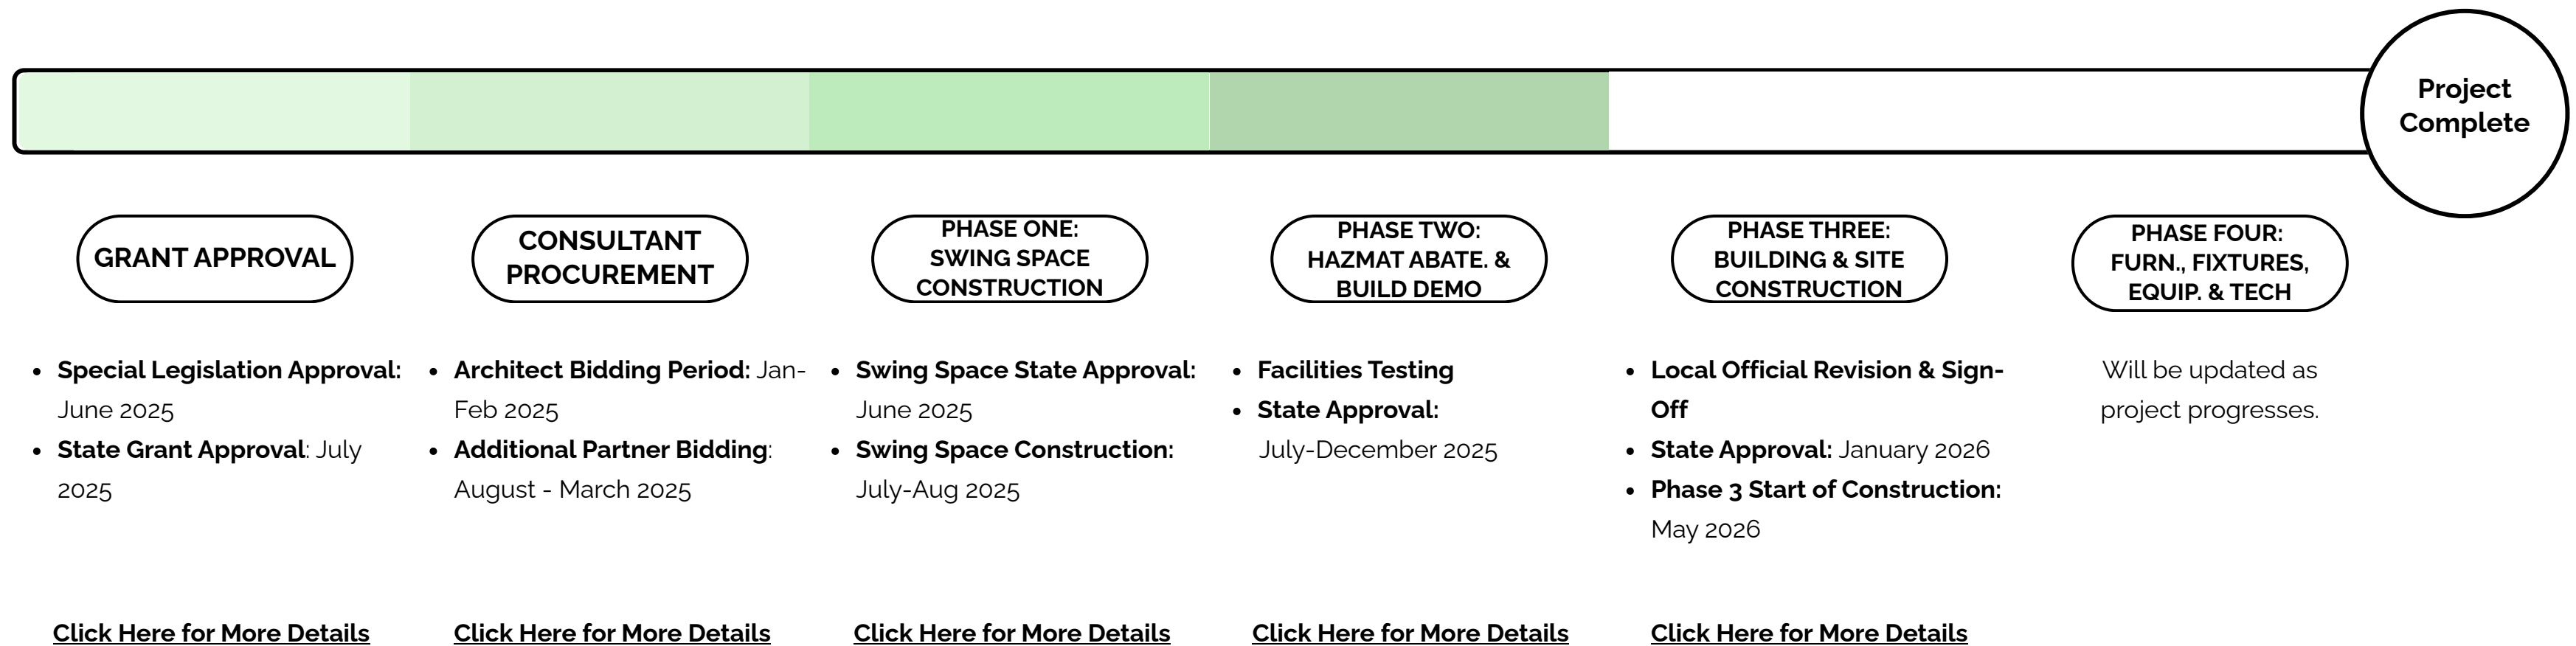 Project
Complete
GRANT APPROVAL
CONSULTANT
PROCUREMENT
PHASE ONE:
SWING SPACE
CONSTRUCTION
PHASE TWO:
HAZMAT ABATE. &
BUILD DEMO
PHASE THREE:
BUILDING & SITE
CONSTRUCTION
PHASE FOUR:
FURN., FIXTURES,
EQUIP. & TECH
• Special Legislation Approval:
June 2025
• State Grant Approval: July
2025
• Architect Bidding Period: Jan-
Feb 2025
• Additional Partner Bidding:
August - March 2025
• Swing Space State Approval:
June 2025
• Swing Space Construction:
July-Aug 2025
• Facilities Testing
• State Approval:
July-December 2025
• Local Official Revision & Sign-
Off
• State Approval: January 2026
• Phase 3 Start of Construction:
May 2026
Will be updated as
project progresses.
Click Here for More Details
Click Here for More Details
Click Here for More Details
Click Here for More Details
Click Here for More Details